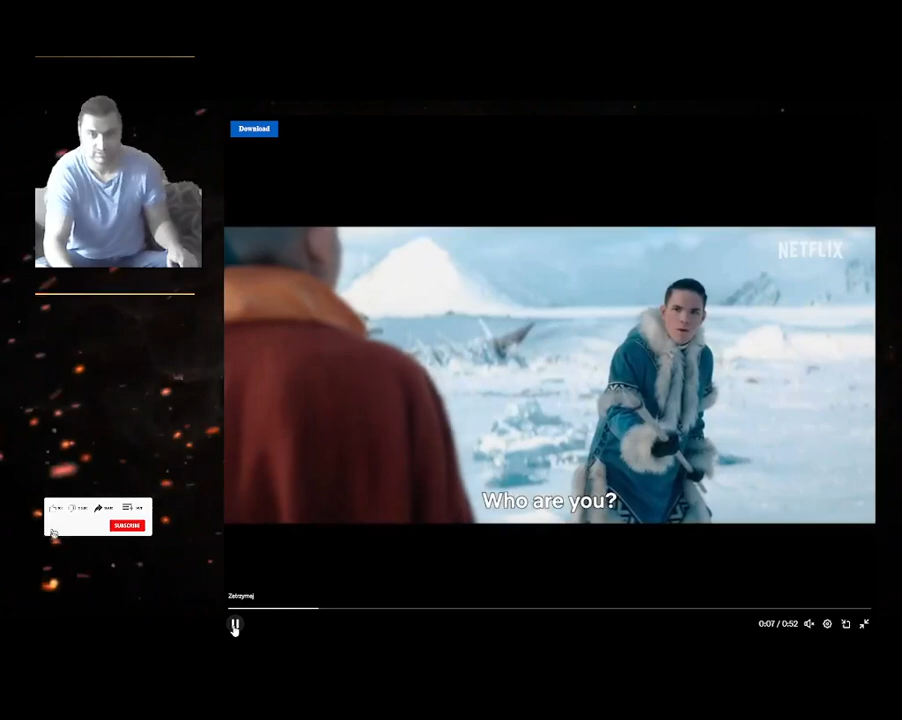 Download
NETFLIX
Who are you?
SUBSCRIBE
Zatrzymaj
0:07 / 0:52